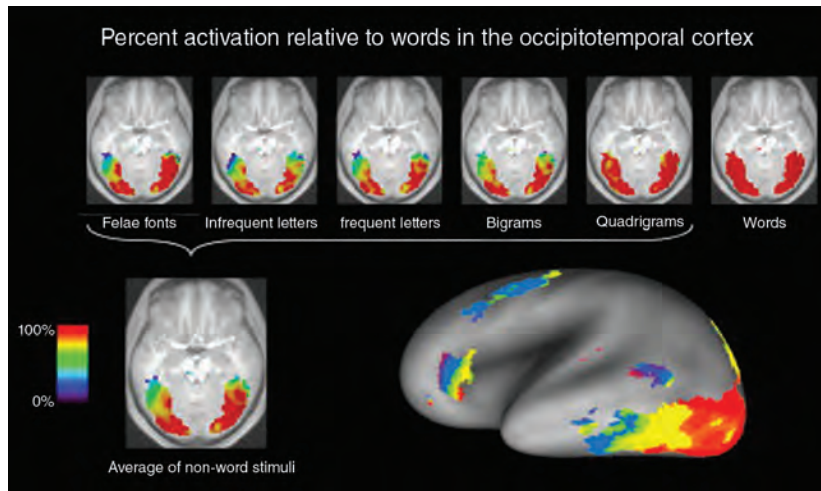 Percent activation relative to words in the occipitotemporal cortex
Felae fonts Infrequent letters frequent letters Bigrams Quadrigrams Words
100%
0%
Average of non-word stimuli